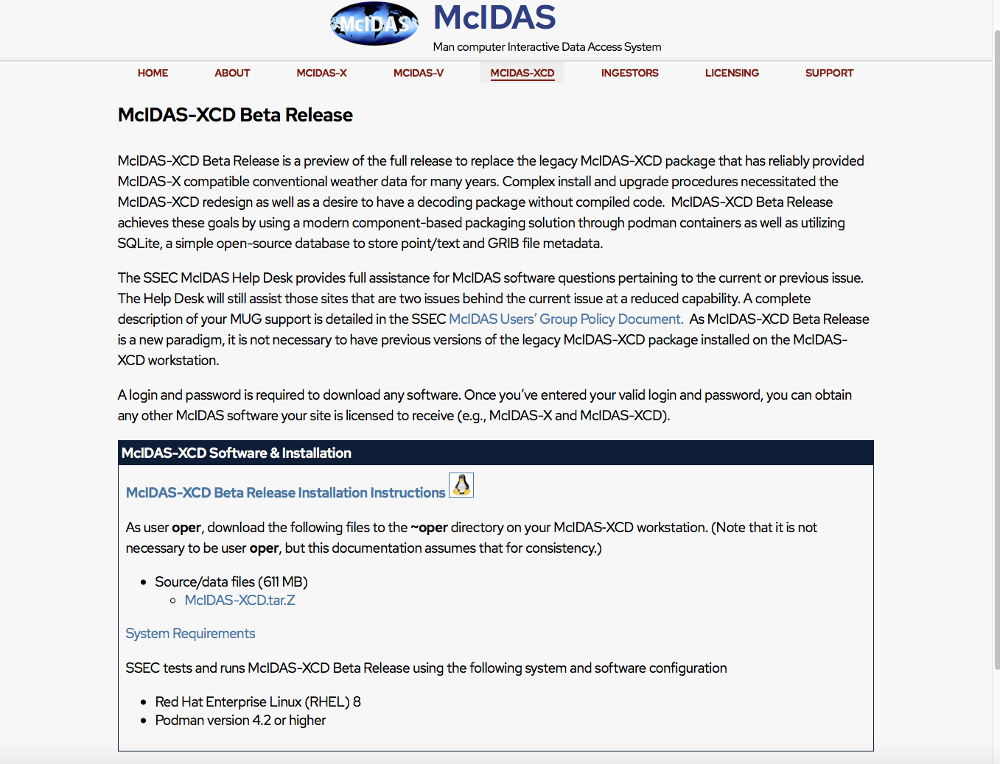 McIDAS
McIDAS
Man computer Interactive Data Access System
HOME
ABOUT
MCIDAS-X
MCIDAS-V
MCIDAS-XCD
INGESTORS
LICENSING
SUPPORT
McIDAS-XCD Beta Release
McIDAS-XCD Beta Release is a preview of the full release to replace the legacy McIDAS-XCD package that has reliably provided
McIDAS-X compatible conventional weather data for many years. Complex install and upgrade procedures necessitated the
McIDAS-XCD redesign as well as a desire to have a decoding package without compiled code.  McIDAS-XCD Beta Release
achieves these goals by using a modern component-based packaging solution through podman containers as well as utilizing
SQLite, a simple open-source database to store point/text and GRIB file metadata.
The SSEC McIDAS Help Desk provides full assistance for McIDAS software questions pertaining to the current or previous issue.
The Help Desk will still assist those sites that are two issues behind the current issue at a reduced capability. A complete
description of your MUG support is detailed in the SSEC McIDAS Users’ Group Policy Document.  As McIDAS-XCD Beta Release
is a new paradigm, it is not necessary to have previous versions of the legacy McIDAS-XCD package installed on the McIDAS-
XCD workstation.
A login and password is required to download any software. Once you’ve entered your valid login and password, you can obtain
any other McIDAS software your site is licensed to receive (e.g., McIDAS-X and McIDAS-XCD).
McIDAS-XCD Software & Installation
McIDAS-XCD Beta Release Installation Instructions
As user oper, download the following files to the ~oper directory on your McIDAS-XCD workstation. (Note that it is not
necessary to be user oper, but this documentation assumes that for consistency.)
Source/data files (611 MB)
McIDAS-XCD.tar.Z
System Requirements
SSEC tests and runs McIDAS-XCD Beta Release using the following system and software configuration
Red Hat Enterprise Linux (RHEL) 8
Podman version 4.2 or higher